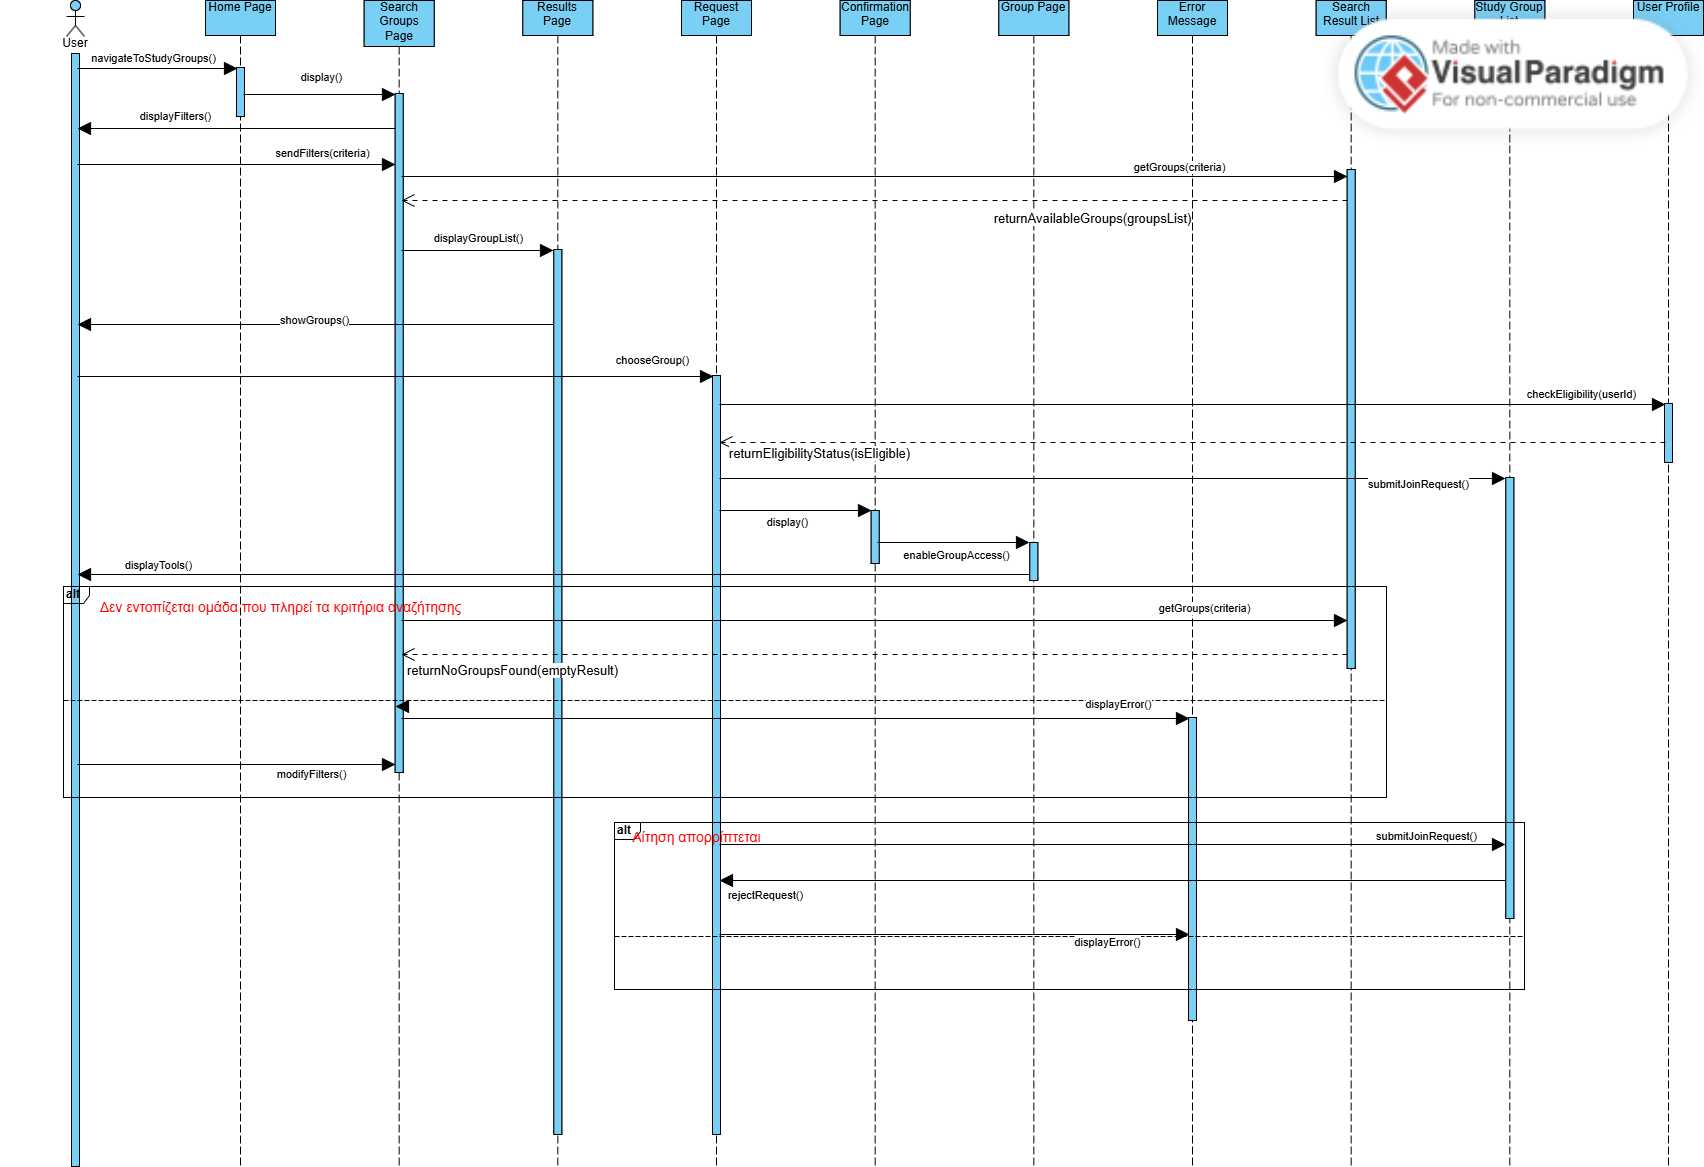 Home Page
Search
Groups
Page
Results
Page
Request
Page
Confirmation
Page
Group Page
Error
Message
Search
Result List
Study Group
List
User Profile
User
Made with
Visual Paradigm
For non-commercial use
navigateToStudyGroups()
display()
displayFilters()
sendFilters(criteria)
getGroups(criteria)
returnAvailableGroups(groupsList)
displayGroupList()
showGroups()
chooseGroup()
checkEligibility(userId)
returnEligibilityStatus(isEligible)
submitJoinRequest()
display()
enableGroupAccess()
displayTools()
alt
Δεν εντοπίζεται ομάδα που πληρεί τα κριτήρια αναζήτησης
getGroups(criteria)
returnNoGroupsFound(emptyResult)
displayError()
modifyFilters()
alt
Αίτηση απορρίπτεται
submitJoinRequest()
rejectRequest()
displayError()